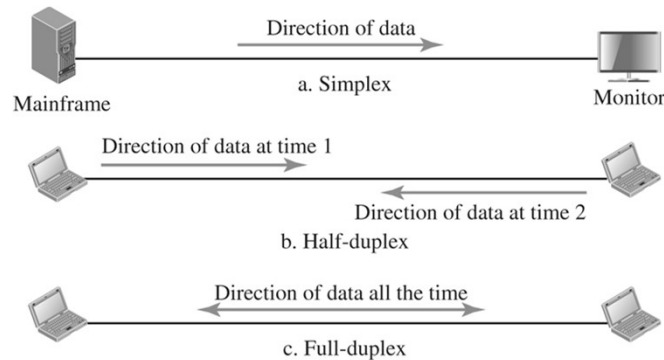 Direction of data
Mainframe
a. Simplex
Monitor
Direction of data at time 1
Direction of data at time 2
b. Half-duplex
Direction of data all the time
c. Full-duplex